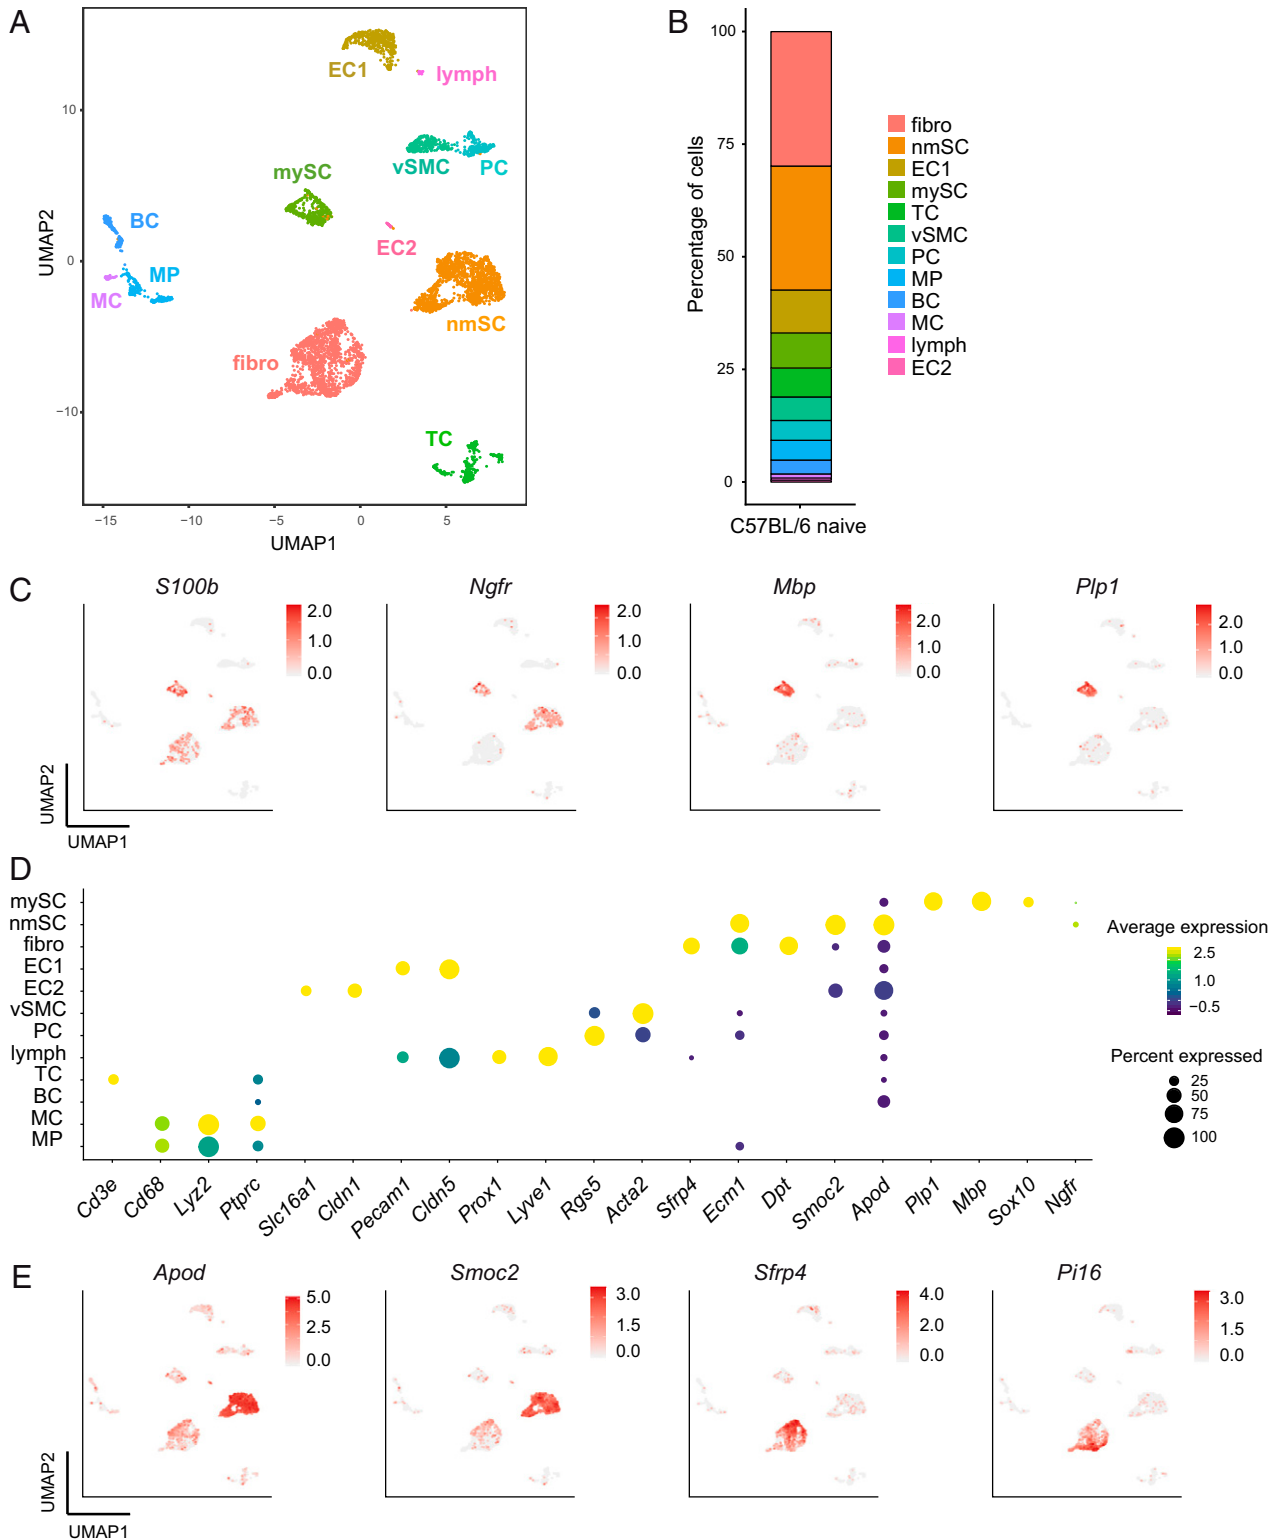 A
EC1
lymph
10
vSMC
PC
mySC
BC
EC2
UMAP2
0
MP
MC
nmSC
fibro
−10
TC
−15
−10
−5
0
5
UMAP1
B
100
75
50
25
0
Percentage of cells
C57BL/6 naive
fibro
nmSC
EC1
mySC
TC
vSMC
PC
MP
BC
MC
lymph
EC2
C
S100b
2.0
1.0
0.0
Ngfr
2.0
1.0
0.0
Mbp
2.0
1.0
0.0
Plp1
2.0
1.0
0.0
UMAP2
UMAP1
D
mySC
nmSC
fibro
EC1
EC2
vSMC
PC
lymph
TC
BC
MC
MP
Cd3e
Cd68
Lyz2
Ptprc
Slc16a1
Cldn1
Pecam1
Cldn5
Prox1
Lyve1
Rgs5
Acta2
Sfrp4
Ecm1
Dpt
Smoc2
Apod
Plp1
Mbp
Sox10
Ngfr
Average expression
2.5
1.0
−0.5
Percent expressed
25
50
75
100
E
Apod
5.0
2.5
0.0
Smoc2
3.0
1.5
0.0
Sfrp4
4.0
2.0
0.0
Pi16
3.0
1.5
0.0
UMAP2
UMAP1